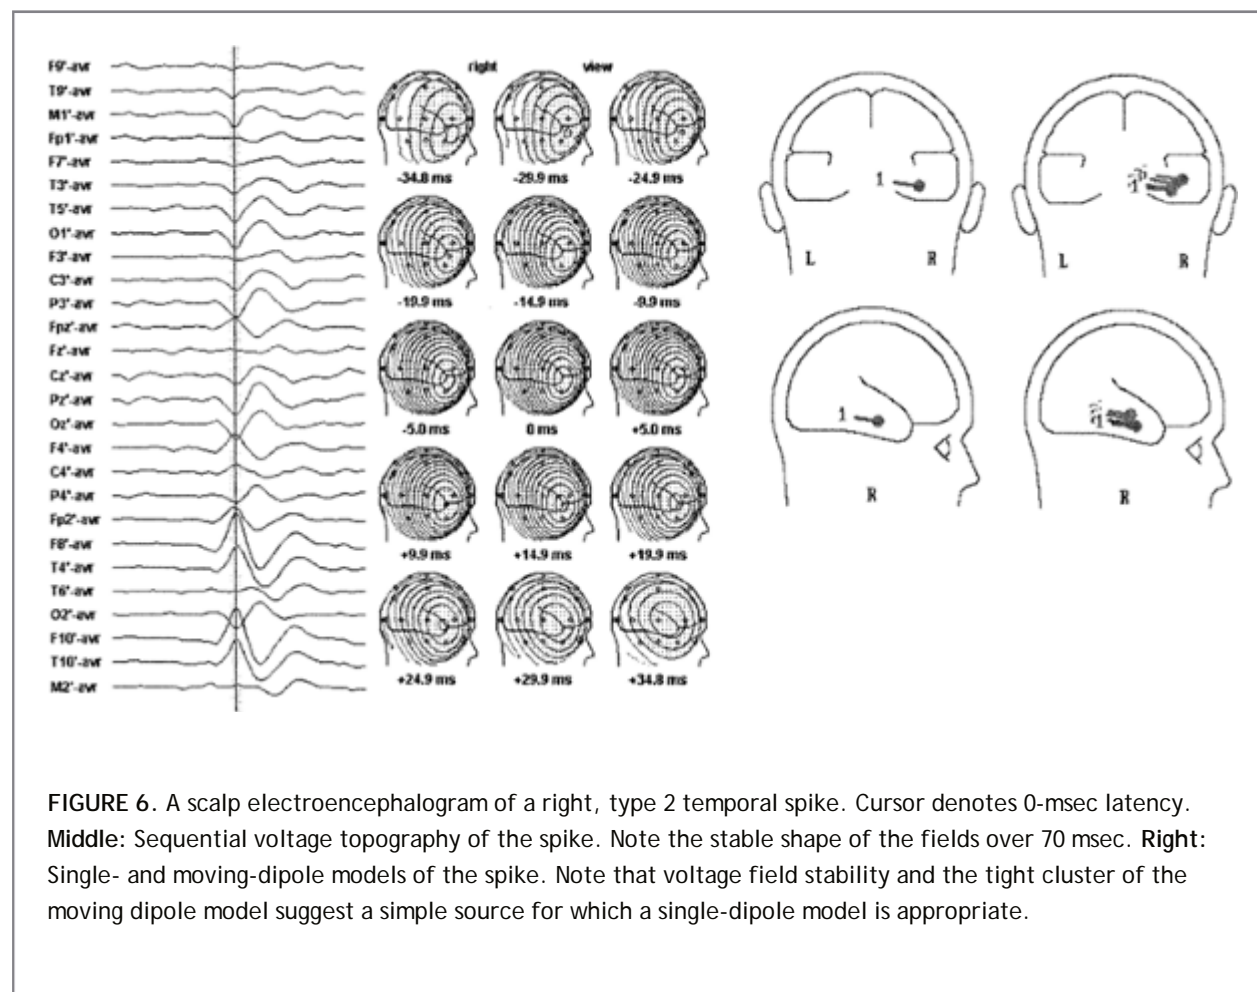 F9'-avr
T9'-avr
M1'-avr
Fp1'-avr
F7'-avr
T3'-avr
T5'-avr
O1'-avr
F3'-avr
C3'-avr
P3'-avr
Fpz'-avr
Fz'-avr
Cz'-avr
Pz'-avr
Oz'-avr
F4'-avr
C4'-avr
P4'-avr
Fp2'-avr
F8'-avr
T4'-avr
T6'-avr
O2'-avr
F10'-avr
T10'-avr
M2'-avr
right view
-34.8 ms -29.9 ms -24.9 ms
-19.9 ms -14.9 ms -9.9 ms
-5.0 ms 0 ms +5.0 ms
+9.9 ms +14.9 ms +19.9 ms
+24.9 ms +29.9 ms +34.8 ms
1
L R
1
L R
1
R
1
R
FIGURE 6. A scalp electroencephalogram of a right, type 2 temporal spike. Cursor denotes 0-msec latency.
Middle: Sequential voltage topography of the spike. Note the stable shape of the fields over 70 msec. Right:
Single- and moving-dipole models of the spike. Note that voltage field stability and the tight cluster of the
moving dipole model suggest a simple source for which a single-dipole model is appropriate.